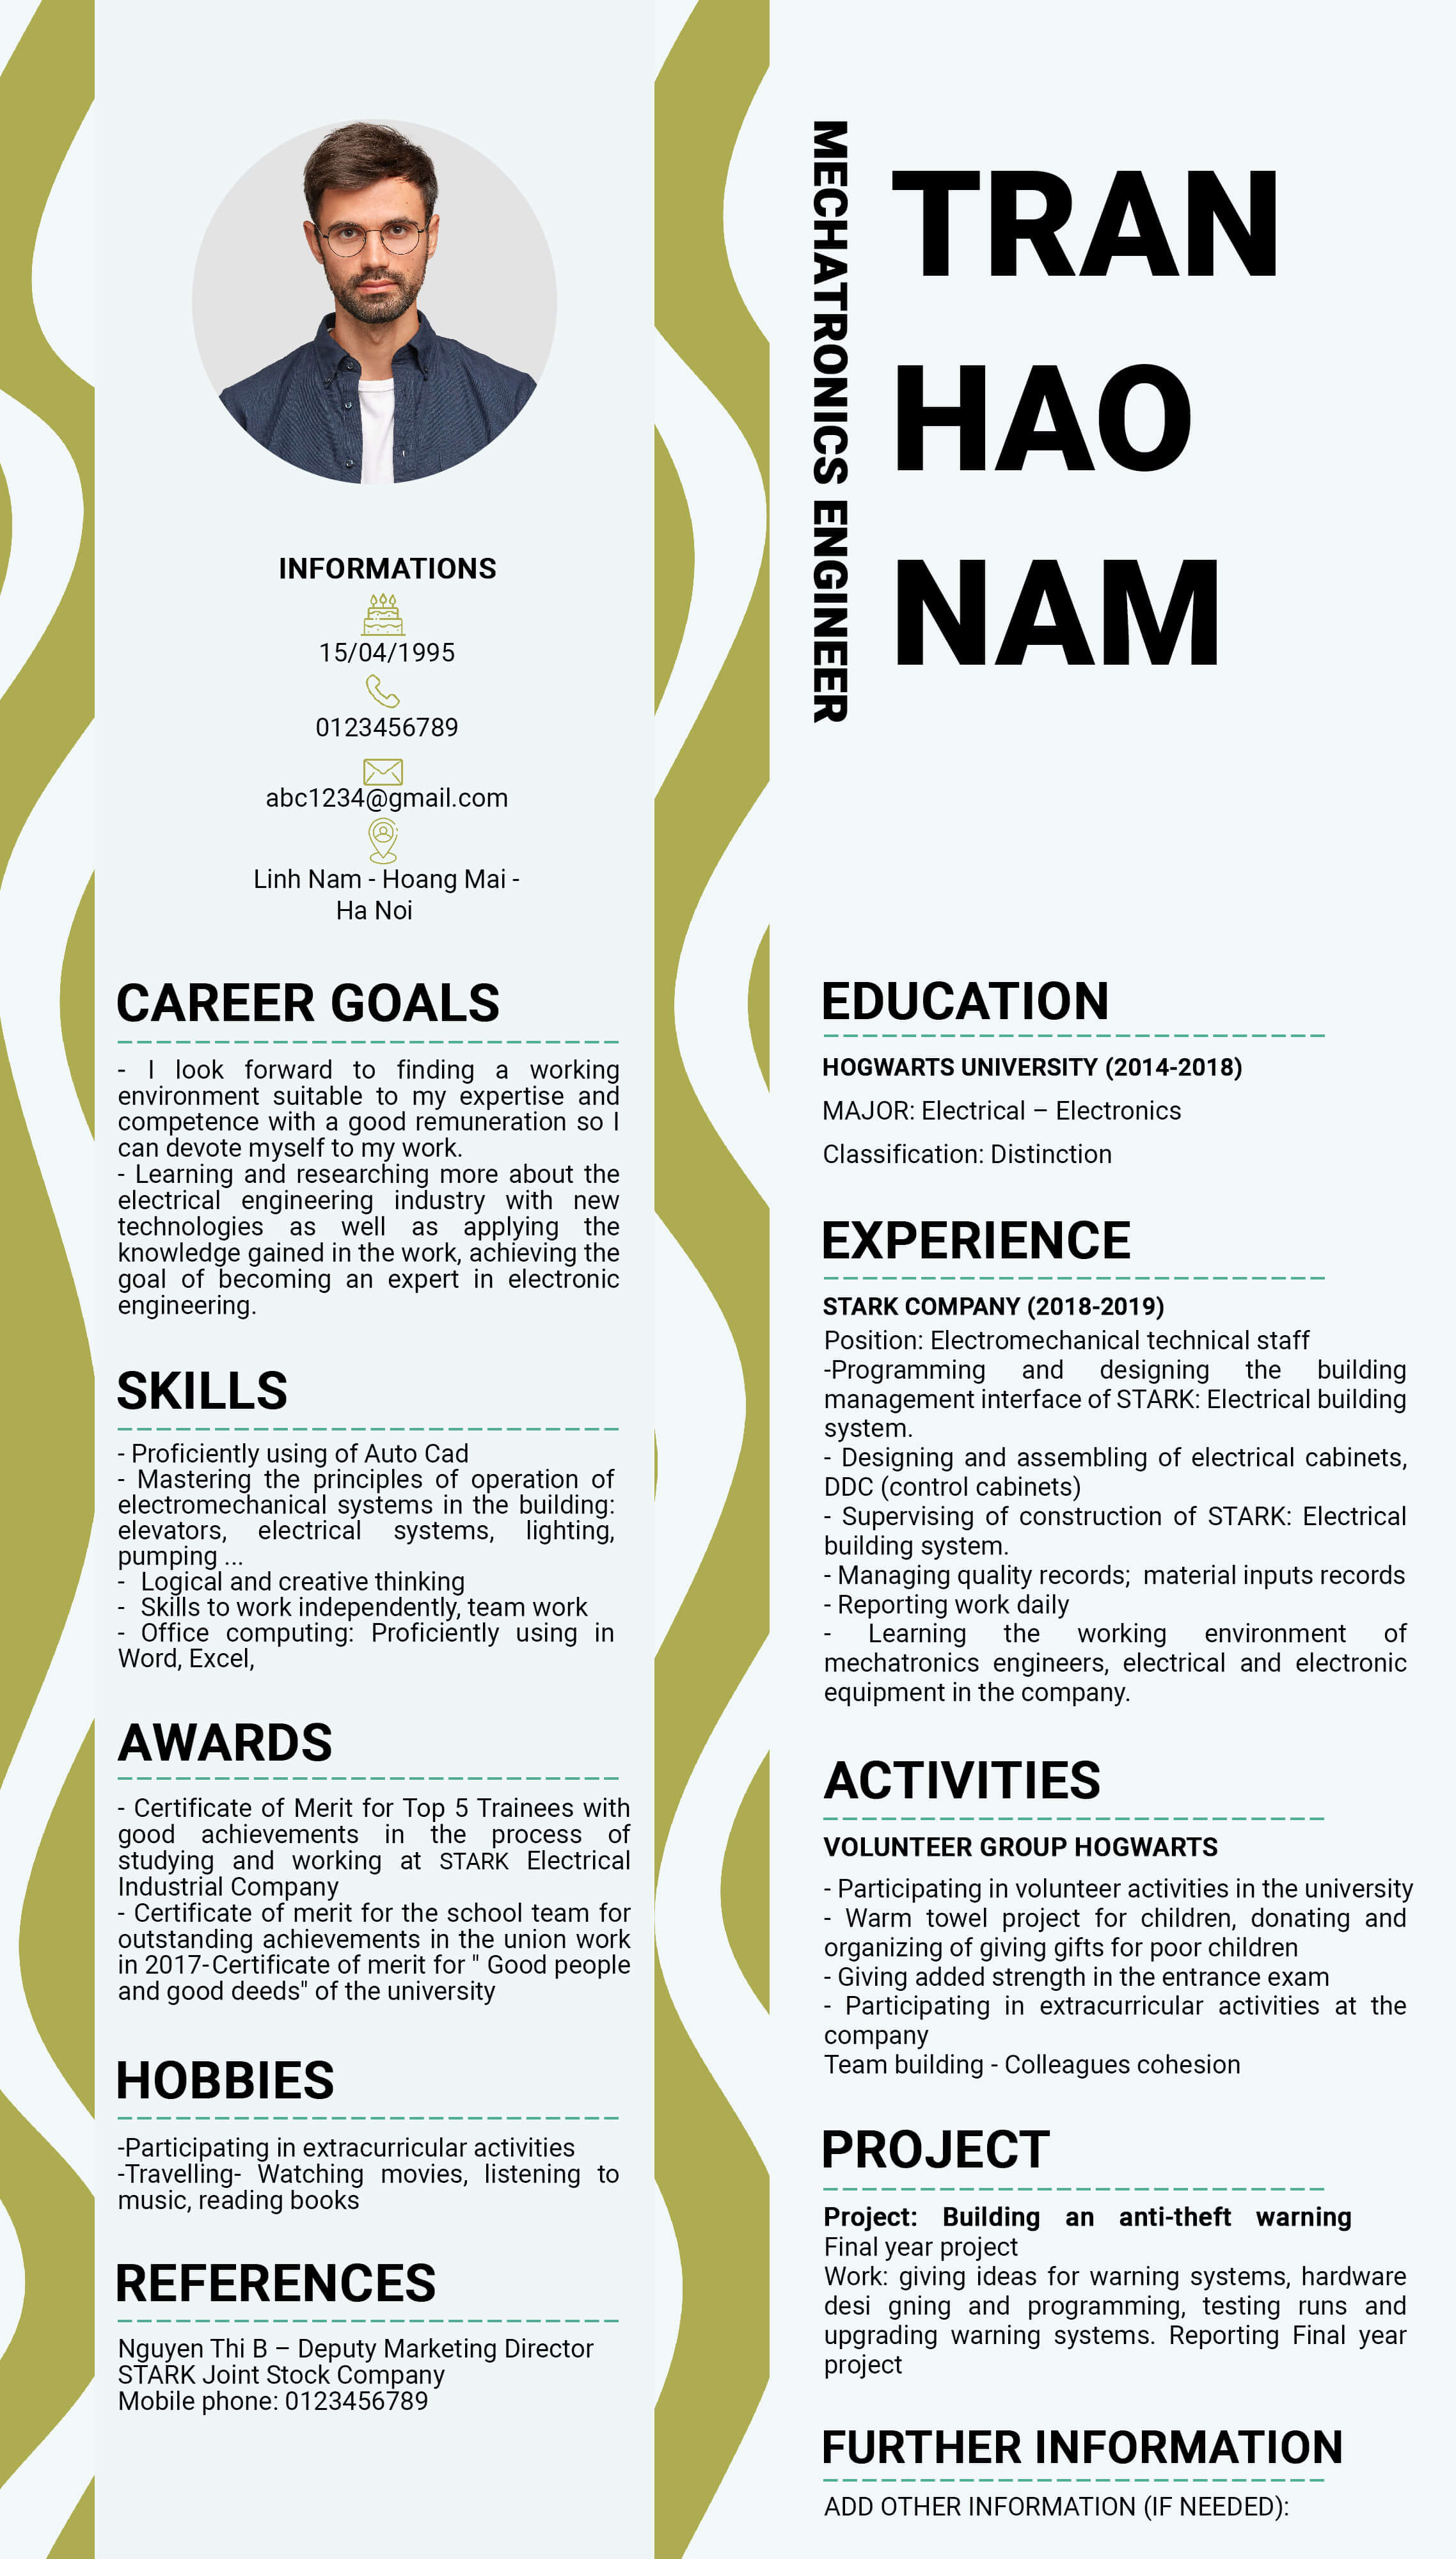 MECHATRONICS ENGINEER
TRAN
HAO
NAM
INFORMATIONS
15/04/1995
0123456789
abc1234@gmail.com
Linh Nam - Hoang Mai -
Ha Noi
CAREER GOALS
- I look forward to finding a working
environment suitable to my expertise and
competence with a good remuneration so I
can devote myself to my work.
- Learning and researching more about the
electrical engineering industry with new
technologies as well as applying the
knowledge gained in the work, achieving the
goal of becoming an expert in electronic
engineering.
SKILLS
- Proficiently using of Auto Cad
- Mastering the principles of operation of
electromechanical systems in the building:
elevators, electrical systems, lighting,
pumping ...
- Logical and creative thinking
- Skills to work independently, team work
- Office computing: Proficiently using in
Word, Excel,
AWARDS
- Certificate of Merit for Top 5 Trainees with
good achievements in the process of
studying and working at STARK Electrical
Industrial Company
- Certificate of merit for the school team for
outstanding achievements in the union work
in 2017-Certificate of merit for " Good people
and good deeds" of the university
HOBBIES
-Participating in extracurricular activities
-Travelling- Watching movies, listening to
music, reading books
REFERENCES
Nguyen Thi B – Deputy Marketing Director
STARK Joint Stock Company
Mobile phone: 0123456789
EDUCATION
HOGWARTS UNIVERSITY (2014-2018)
MAJOR: Electrical – Electronics
Classification: Distinction
EXPERIENCE
STARK COMPANY (2018-2019)
Position: Electromechanical technical staff
-Programming and designing the building
management interface of STARK: Electrical building
system.
- Designing and assembling of electrical cabinets,
DDC (control cabinets)
- Supervising of construction of STARK: Electrical
building system.
- Managing quality records; material inputs records
- Reporting work daily
- Learning the working environment of
mechatronics engineers, electrical and electronic
equipment in the company.
ACTIVITIES
VOLUNTEER GROUP HOGWARTS
- Participating in volunteer activities in the university
- Warm towel project for children, donating and
organizing of giving gifts for poor children
- Giving added strength in the entrance exam
- Participating in extracurricular activities at the
company
Team building - Colleagues cohesion
PROJECT
Project: Building an anti-theft warning
Final year project
Work: giving ideas for warning systems, hardware
desi gning and programming, testing runs and
upgrading warning systems. Reporting Final year
project
FURTHER INFORMATION
ADD OTHER INFORMATION (IF NEEDED):